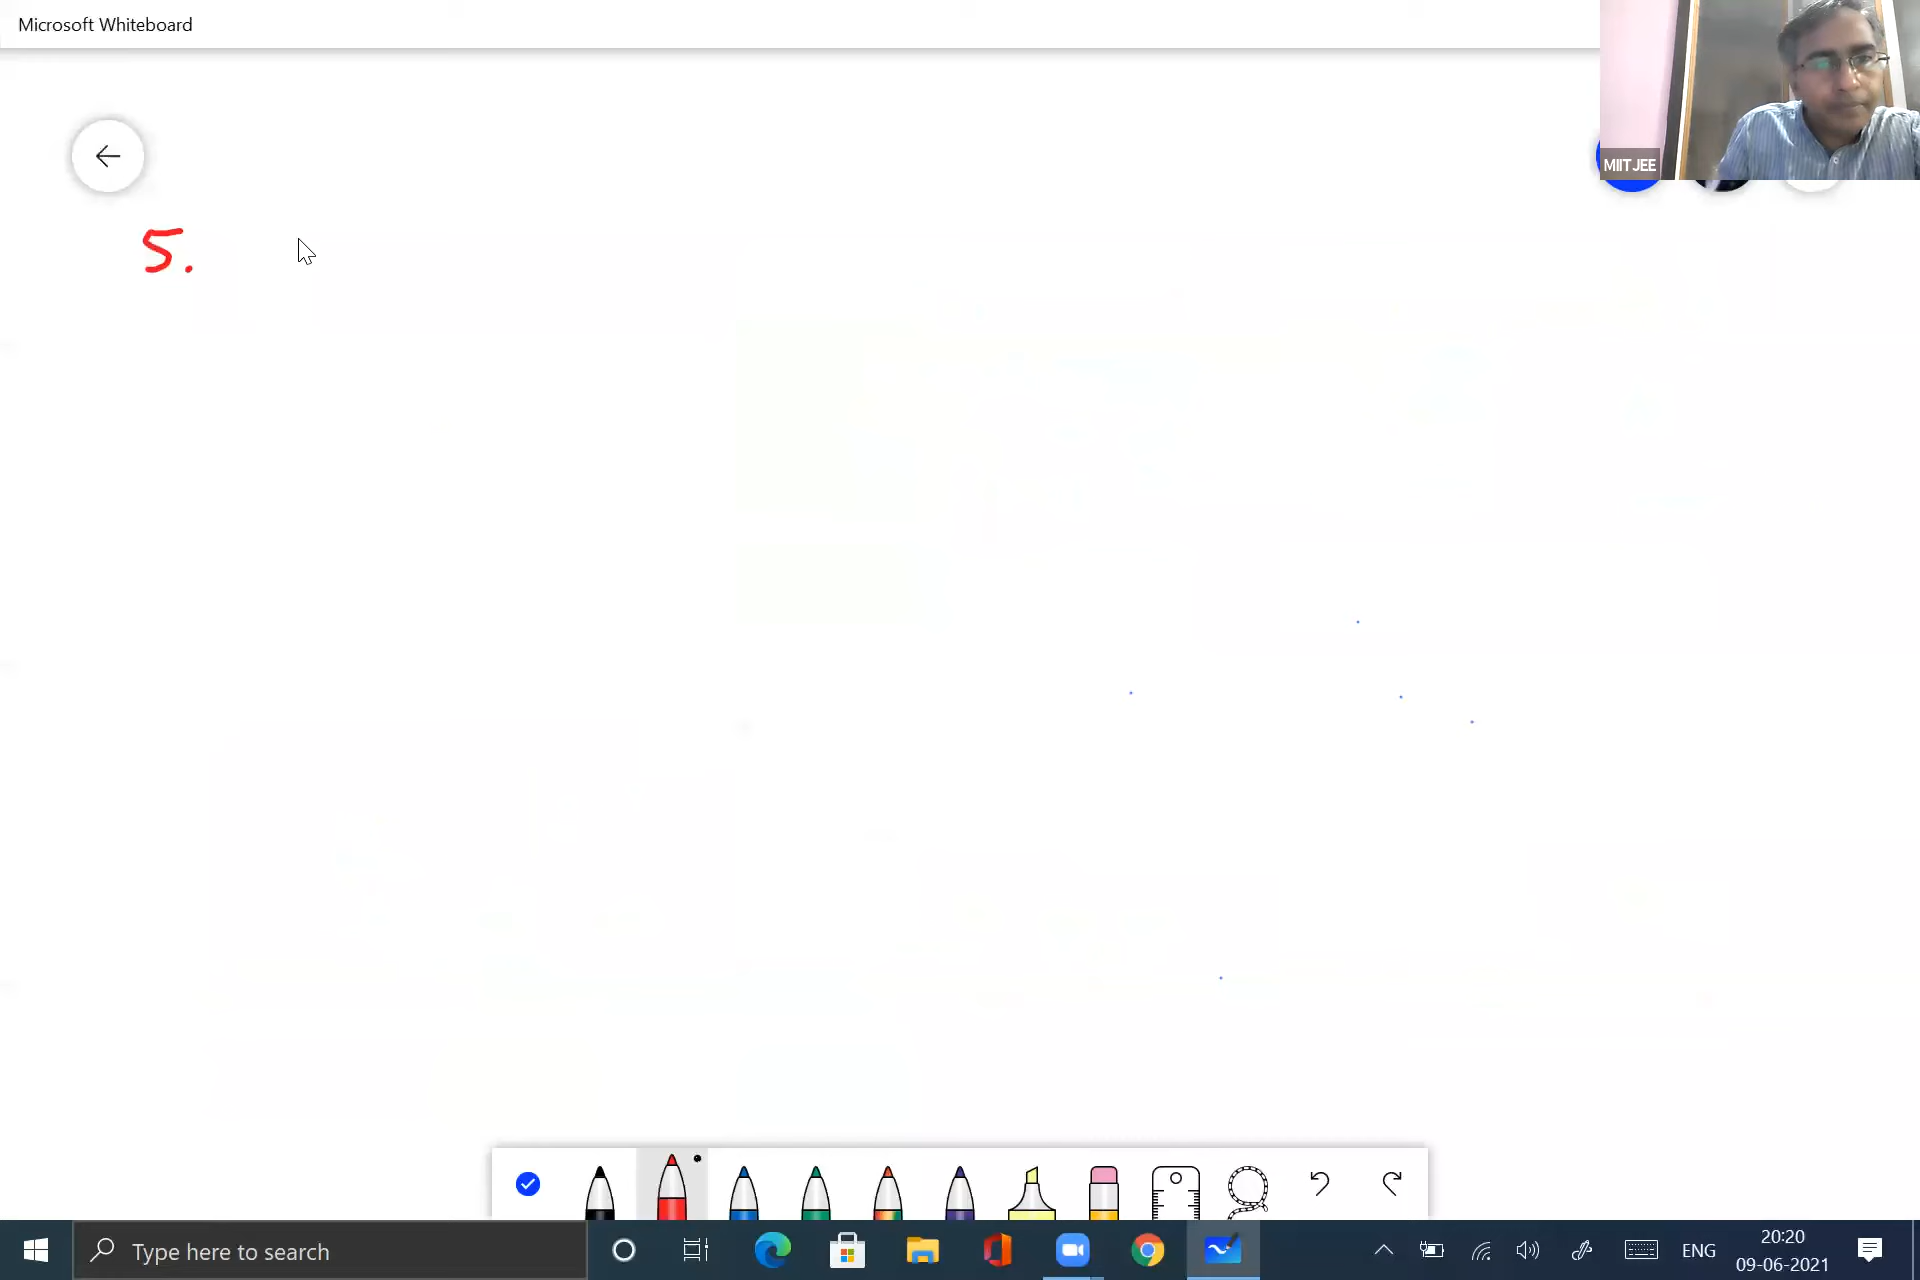 Microsoft Whiteboard
MIIT JEE
5.
Type here to search
ENG
20:20
09-06-2021